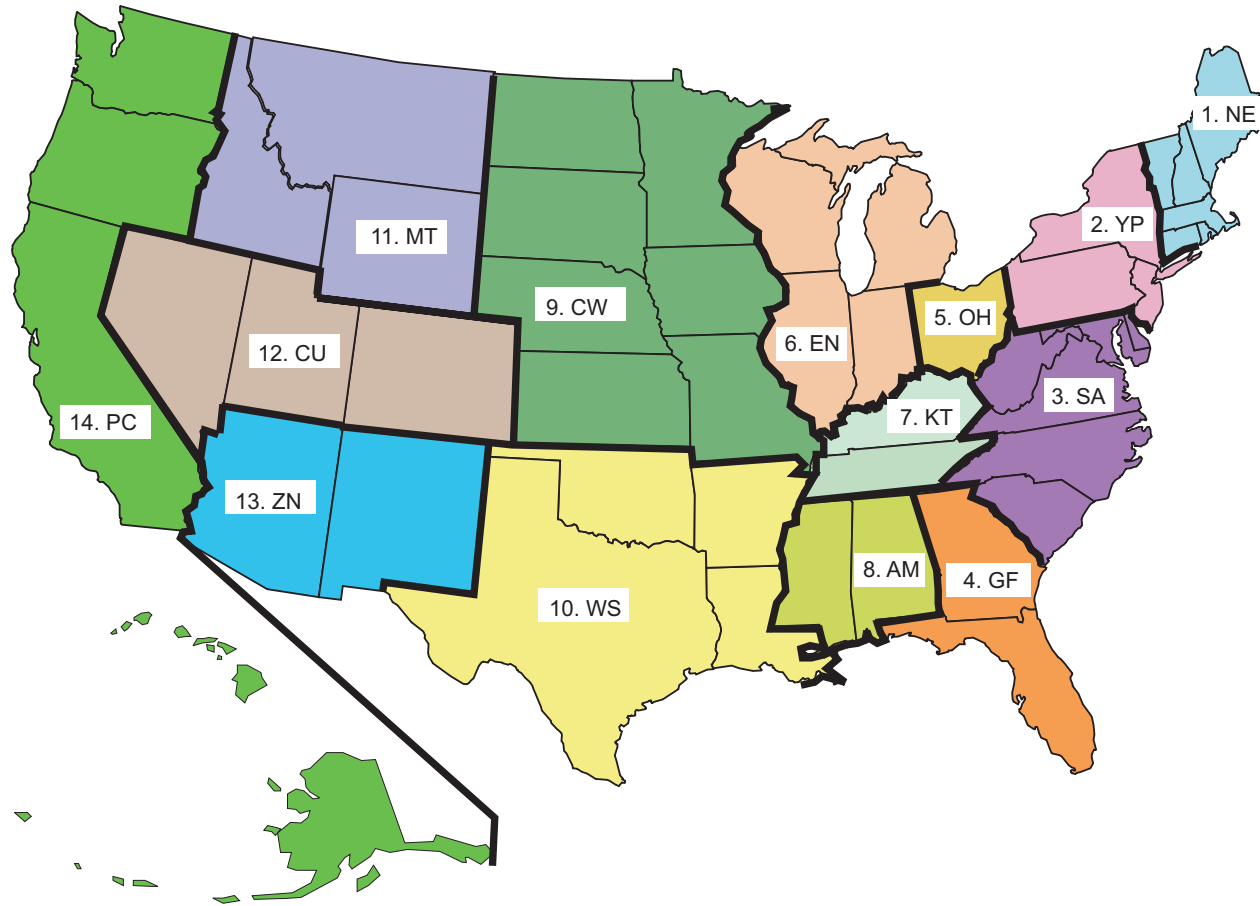 1. NE
2. YP
11. MT
9. CW
5. OH
6. EN
12. CU
3. SA
7. KT
14. PC
13. ZN
8. AM
4. GF
10. WS